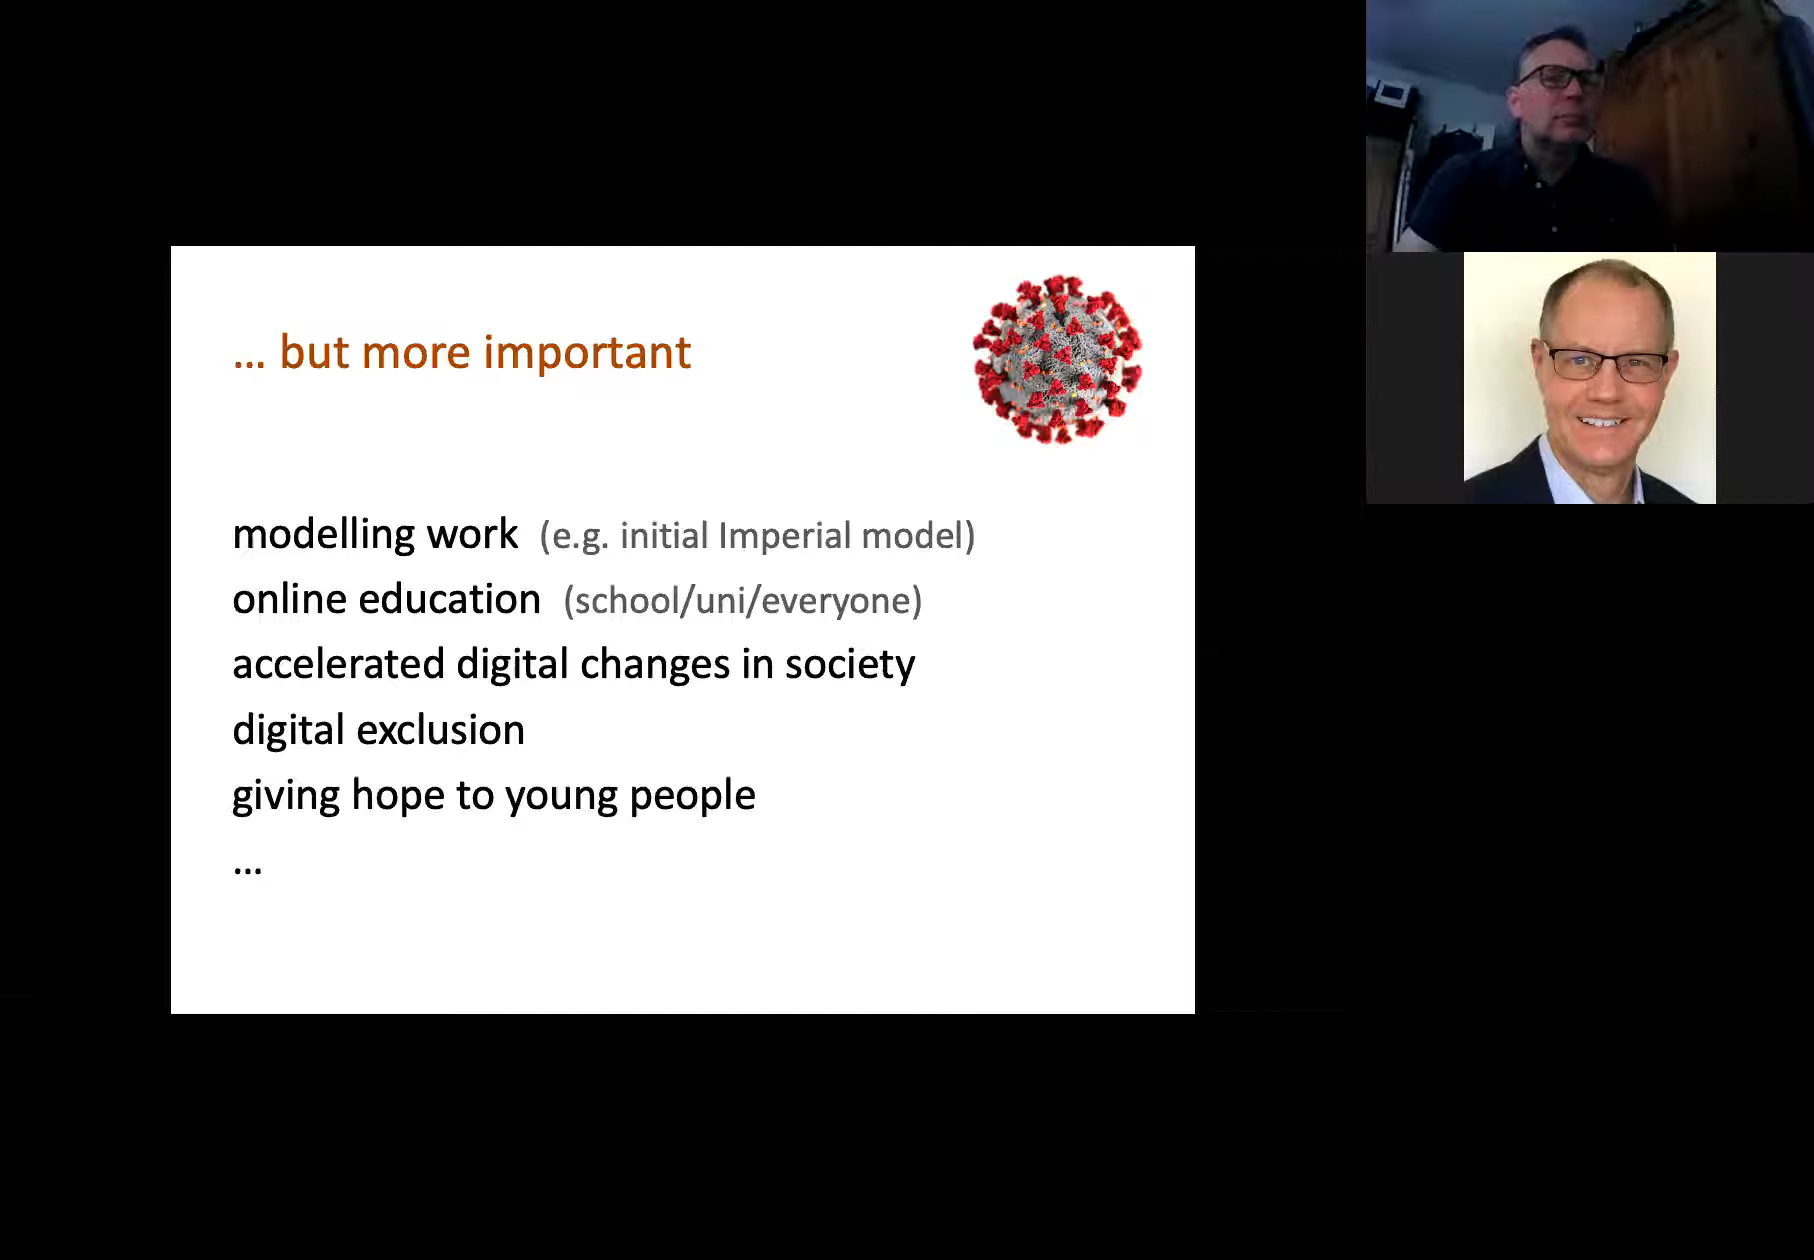 ... but more important
modelling work (e.g. initial Imperial model)
online education (school/uni/everyone)
accelerated digital changes in society
digital exclusion
giving hope to young people
...